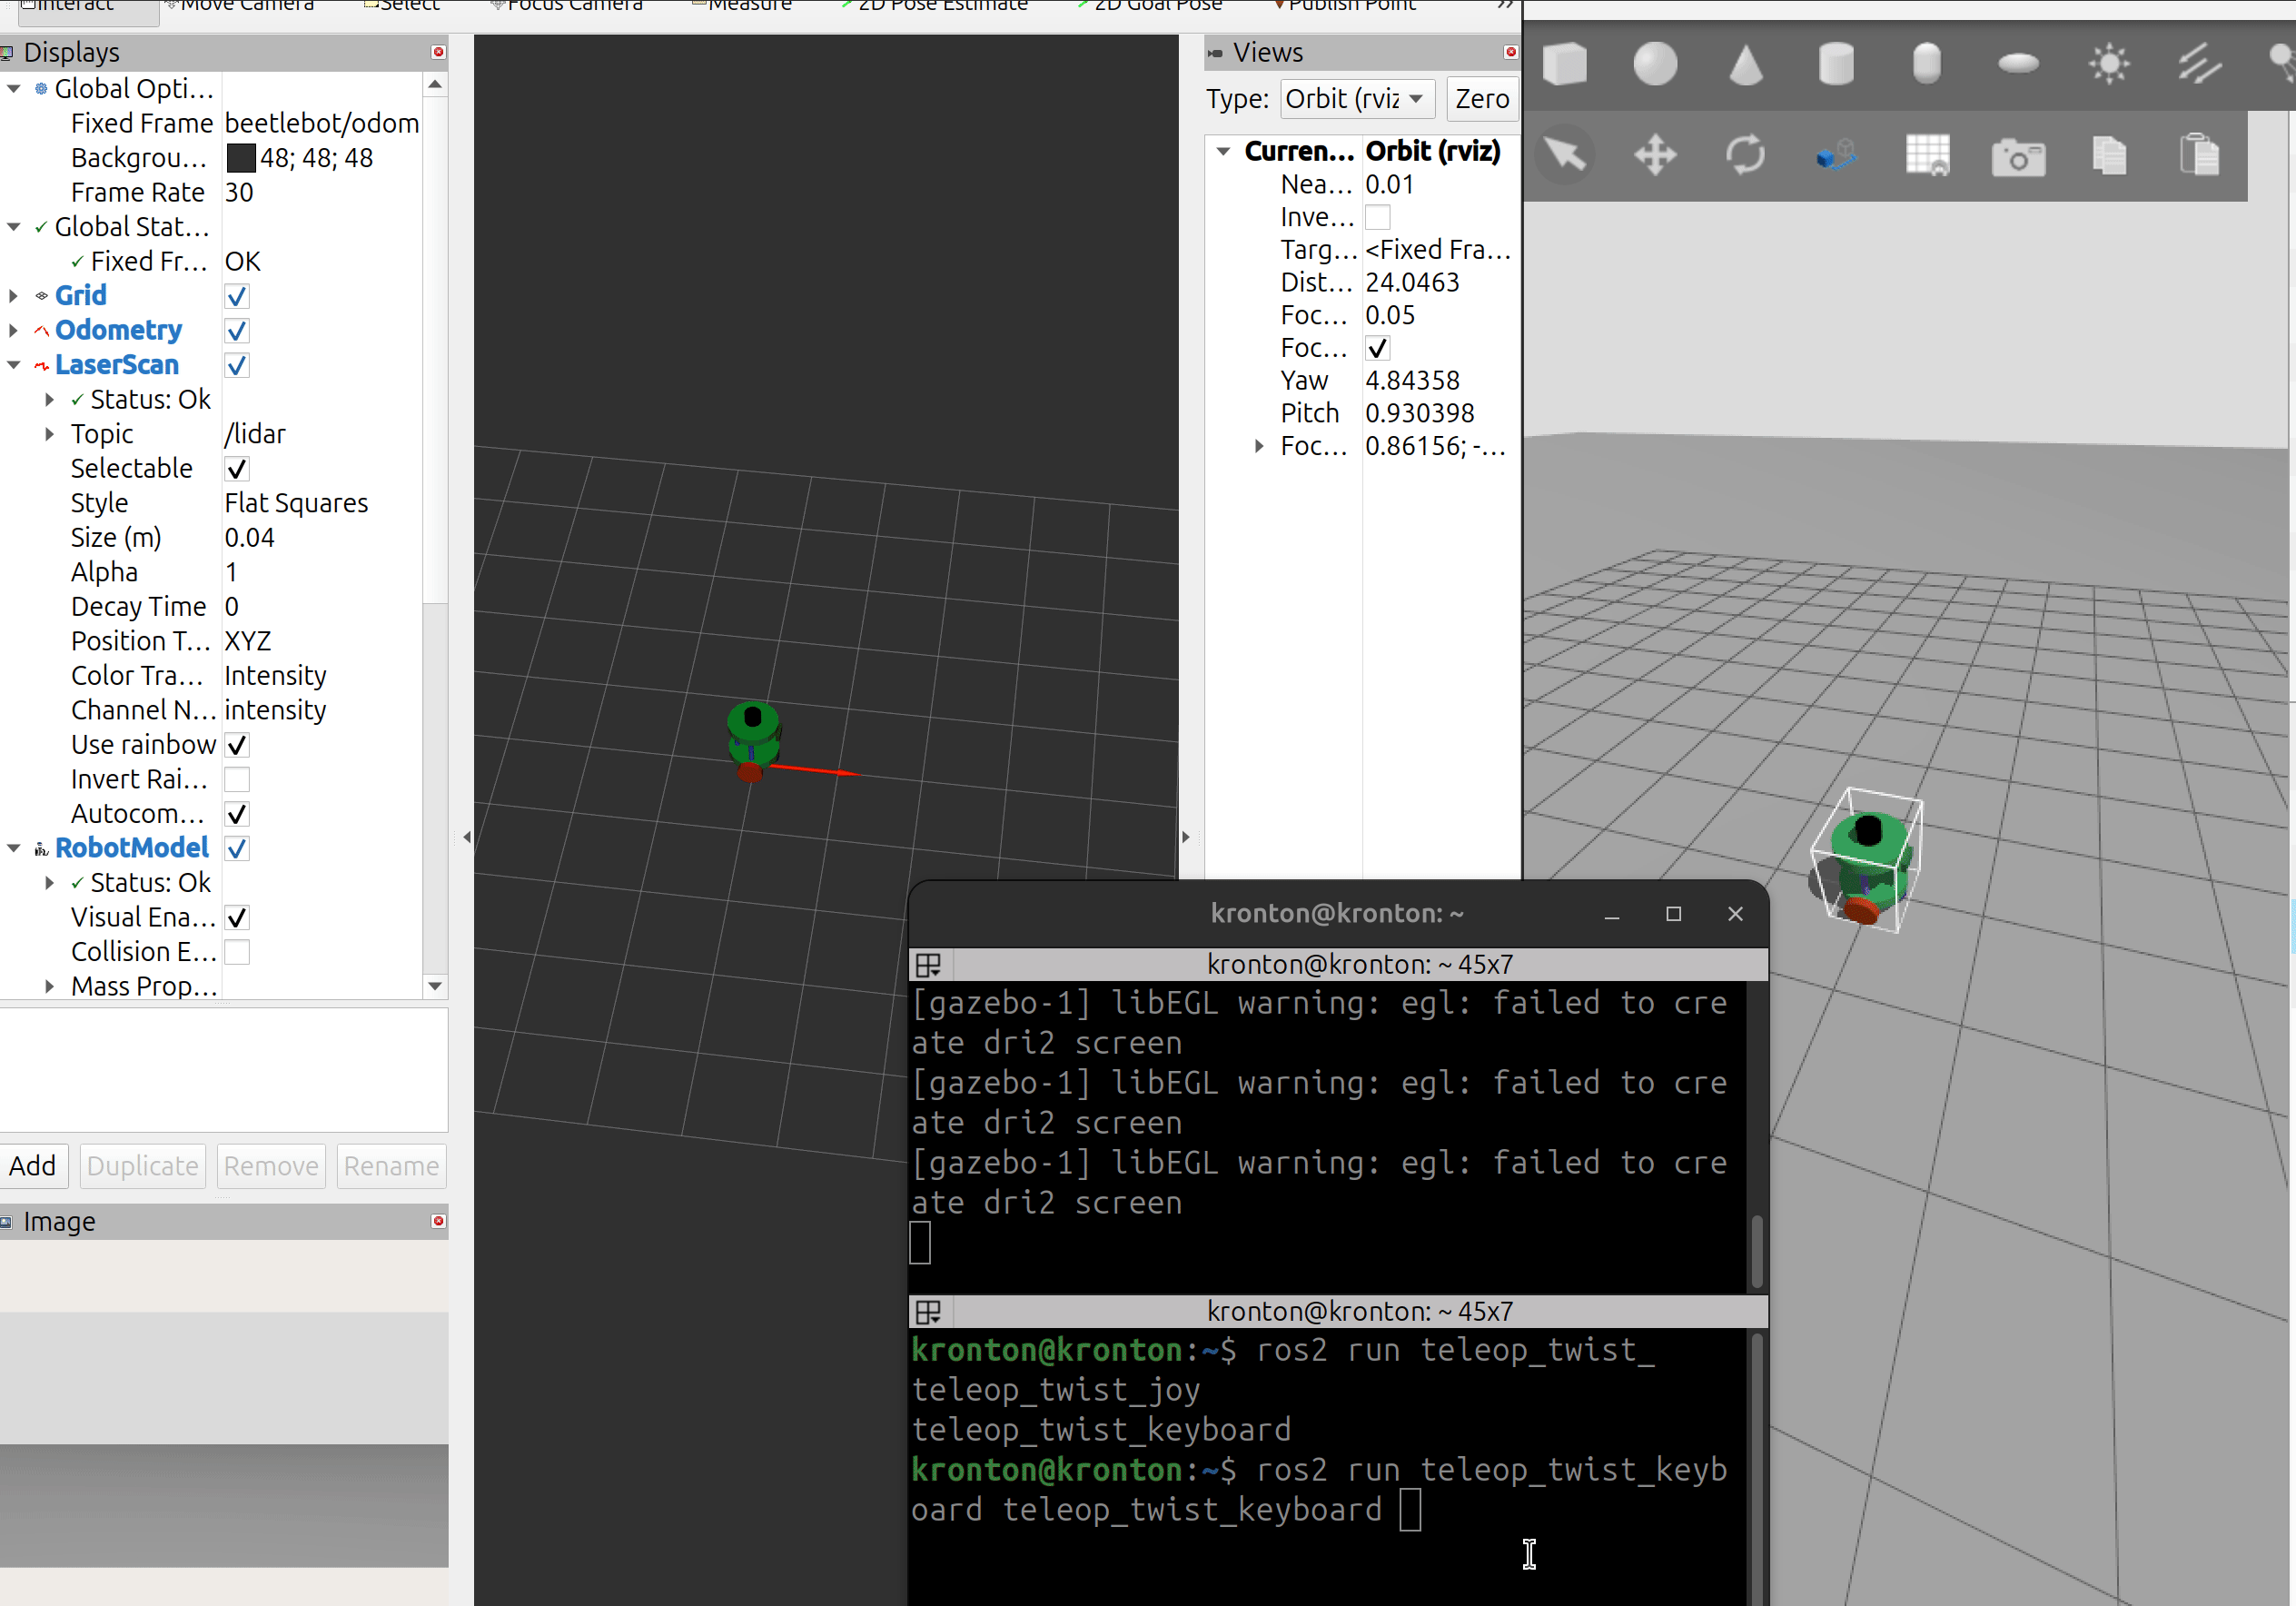 Interact Move Camera Select Focus Camera Measure 2D Pose Estimate 2D Goal Pose Publish Point »
Displays
Global Opti...
Fixed Frame beetlebot/odom
Backgrou... 48; 48; 48
Frame Rate 30
Global Stat...
Fixed Fr... OK
Grid
Odometry
LaserScan
Status: Ok
Topic /lidar
Selectable
Style Flat Squares
Size (m) 0.04
Alpha 1
Decay Time 0
Position T... XYZ
Color Tra... Intensity
Channel N... intensity
Use rainbow
Invert Rai...
Autocom...
RobotModel
Status: Ok
Visual Ena...
Collision E...
Mass Prop...
Add Duplicate Remove Rename
Image
Views
Type: Orbit (rviz Zero
Curren... Orbit (rviz)
Nea... 0.01
Inve...
Targ... <Fixed Fra...
Dist... 24.0463
Foc... 0.05
Foc...
Yaw 4.84358
Pitch 0.930398
Foc... 0.86156; -...
kronton@kronton: ~
kronton@kronton: ~ 45x7
[gazebo-1] libEGL warning: egl: failed to cre
ate dri2 screen
[gazebo-1] libEGL warning: egl: failed to cre
ate dri2 screen
[gazebo-1] libEGL warning: egl: failed to cre
ate dri2 screen
kronton@kronton: ~ 45x7
kronton@kronton:~$ ros2 run teleop_twist_
teleop_twist_joy
teleop_twist_keyboard
kronton@kronton:~$ ros2 run teleop_twist_keyb
oard teleop_twist_keyboard